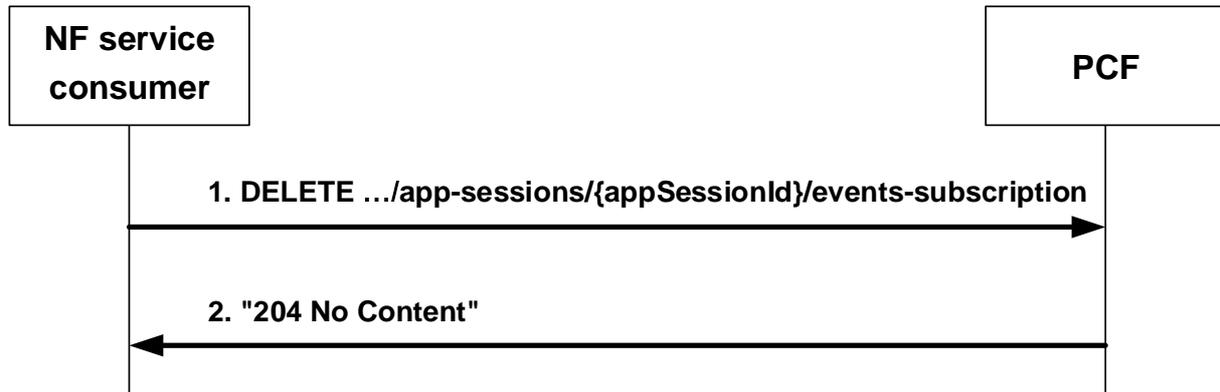 NF service
consumer
PCF
1. DELETE …/app-sessions/{appSessionId}/events-subscription
2. "204 No Content"